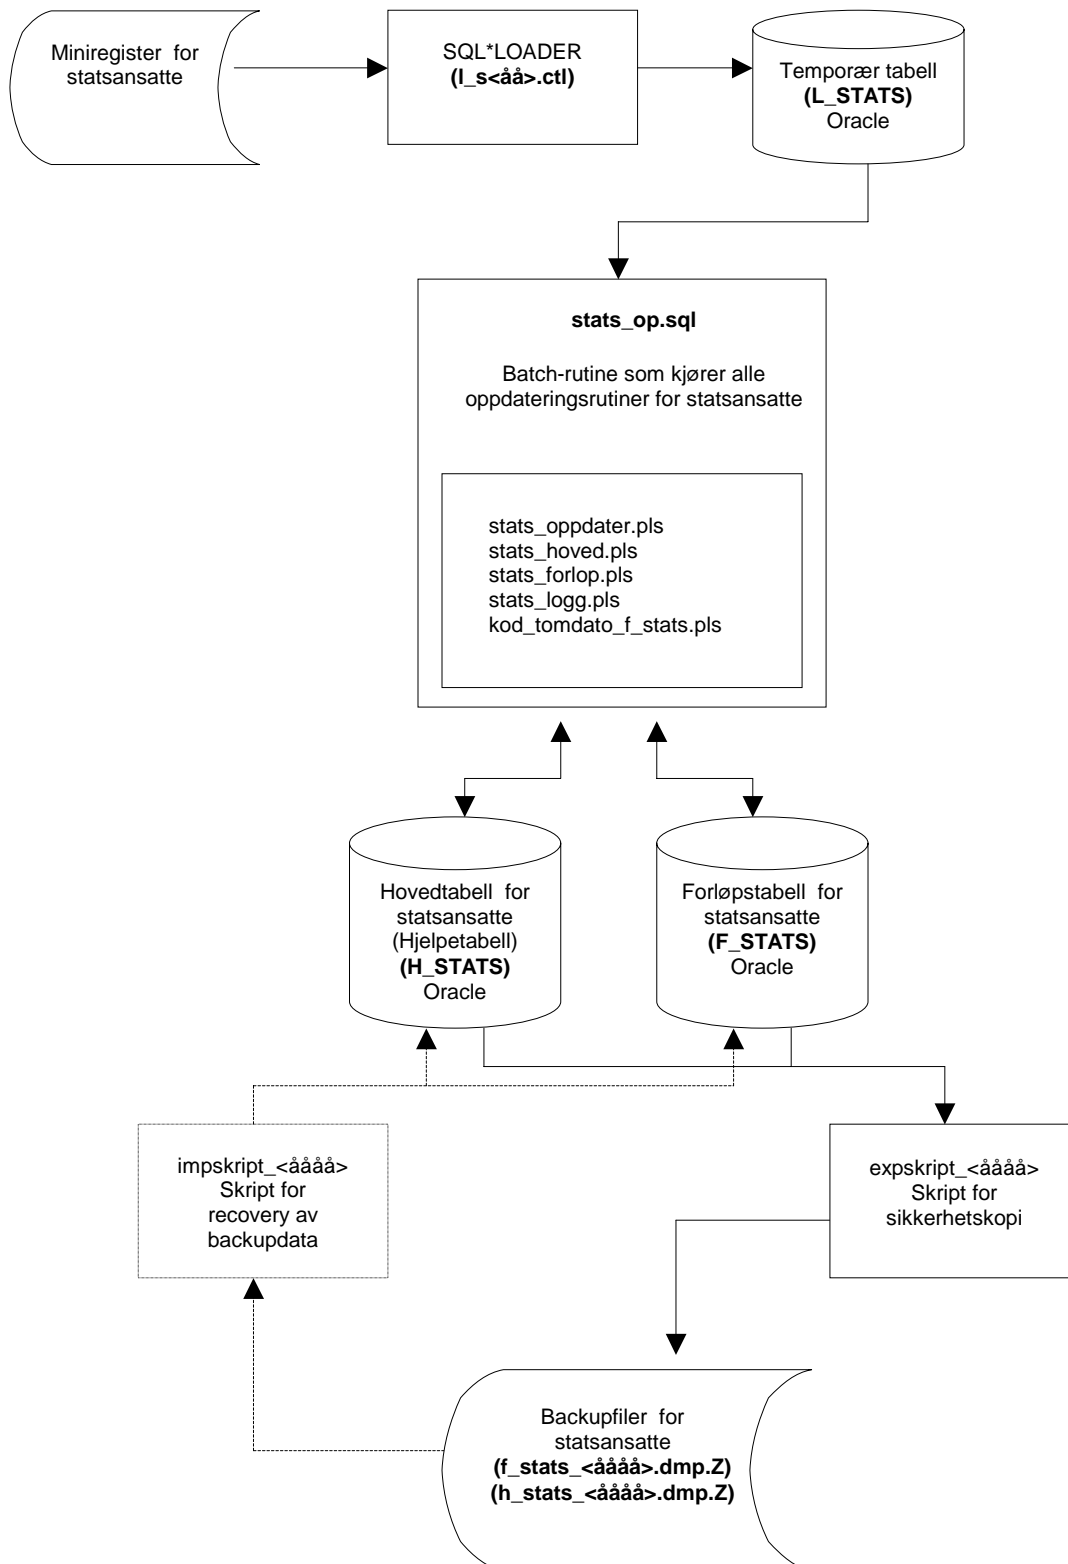 Miniregister for
statsansatte
SQL*LOADER
(l_s<åå>.ctl)
Temporær tabell
(L_STATS)
Oracle
stats_op.sql
Batch-rutine som kjører alle
oppdateringsrutiner for statsansatte
stats_oppdater.pls
stats_hoved.pls
stats_forlop.pls
stats_logg.pls
kod_tomdato_f_stats.pls
Hovedtabell for
statsansatte
(Hjelpetabell)
(H_STATS)
Oracle
Forløpstabell for
statsansatte
(F_STATS)
Oracle
impskript_<åååå>
Skript for
recovery av
backupdata
expskript_<åååå>
Skript for
sikkerhetskopi
Backupfiler for
statsansatte
(f_stats_<åååå>.dmp.Z)
(h_stats_<åååå>.dmp.Z)